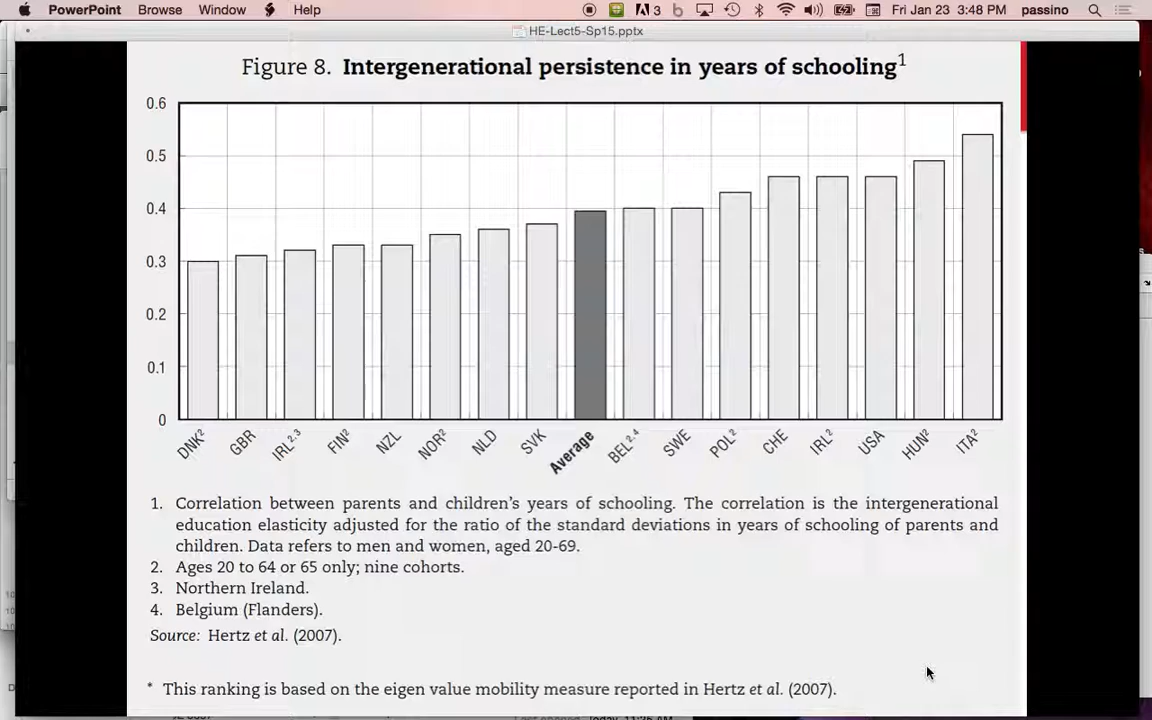 PowerPoint Browse Window Help 3 Fri Jan 23 3:48 PM passino
HE-Lect5-Sp15.pptx
Figure 8. Intergenerational persistence in years of schooling¹
0.6
0.5
0.4
0.3
0.2
0.1
0
DNK² GBR IRL²˒³ FIN² NZL NOR² NLD SVK Average BEL²˒⁴ SWE POL² CHE IRL² USA HUN² ITA²
1. Correlation between parents and children's years of schooling. The correlation is the intergenerational
education elasticity adjusted for the ratio of the standard deviations in years of schooling of parents and
children. Data refers to men and women, aged 20-69.
2. Ages 20 to 64 or 65 only; nine cohorts.
3. Northern Ireland.
4. Belgium (Flanders).
Source: Hertz et al. (2007).
* This ranking is based on the eigen value mobility measure reported in Hertz et al. (2007).